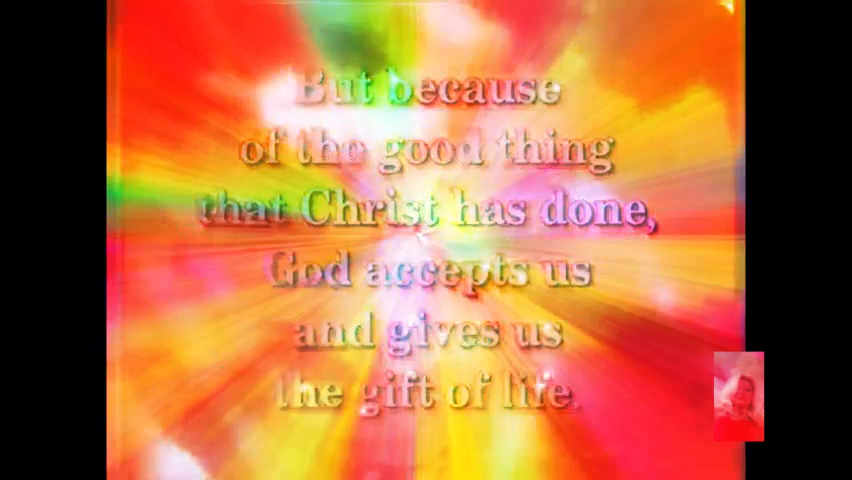 But because
of the good thing
that Christ has done,
God accepts us
and gives us
the gift of life.